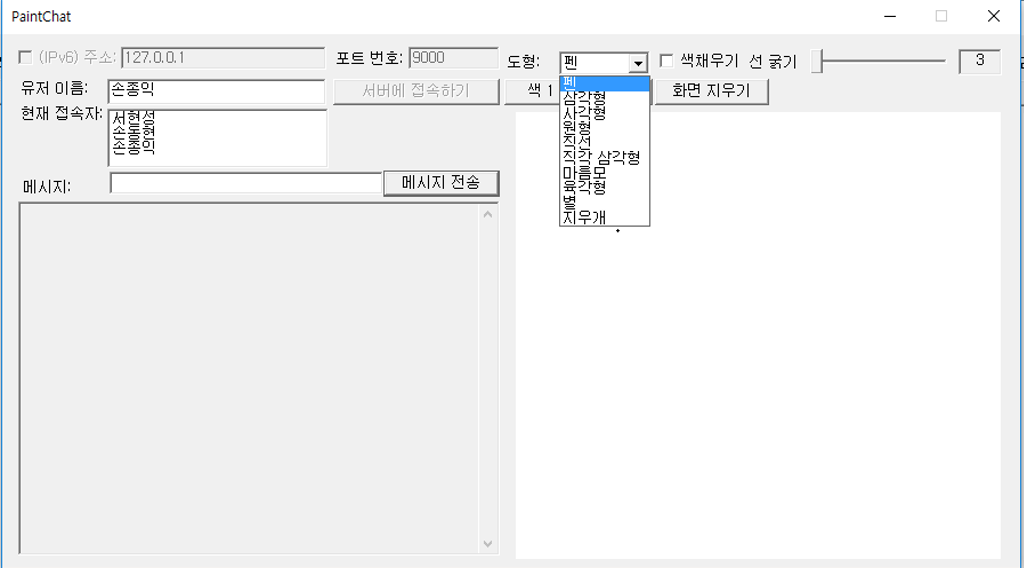 PaintChat
(IPv6) 주소: 127.0.0.1 포트 번호: 9000 도형: 펜 색채우기 선 굵기 3
유저 이름: 손종익 서버에 접속하기 색 1 화면 지우기
현재 접속자: 서현성
손동현
손종익
메시지: 메시지 전송
펜
삼각형
사각형
원형
직선
직각 삼각형
마름모
육각형
별
지우개